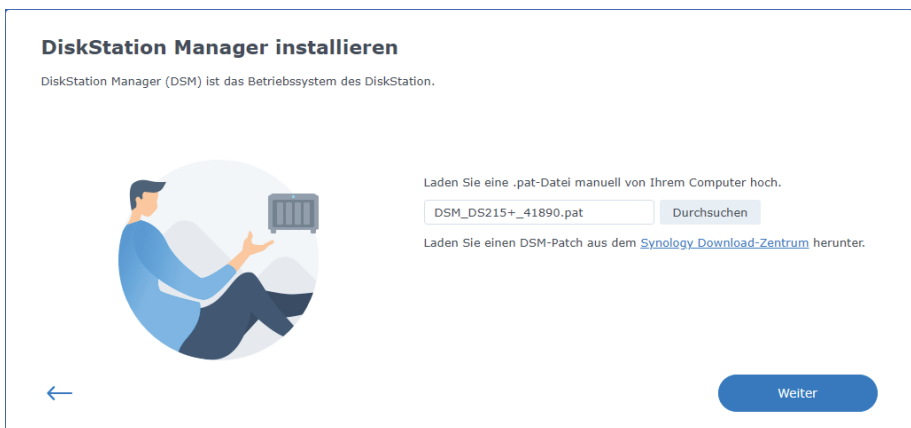 DiskStation Manager installieren
DiskStation Manager (DSM) ist das Betriebssystem des DiskStation.
Laden Sie eine .pat-Datei manuell von Ihrem Computer hoch.
DSM_DS215+_41890.pat Durchsuchen
Laden Sie einen DSM-Patch aus dem Synology Download-Zentrum herunter.
Weiter